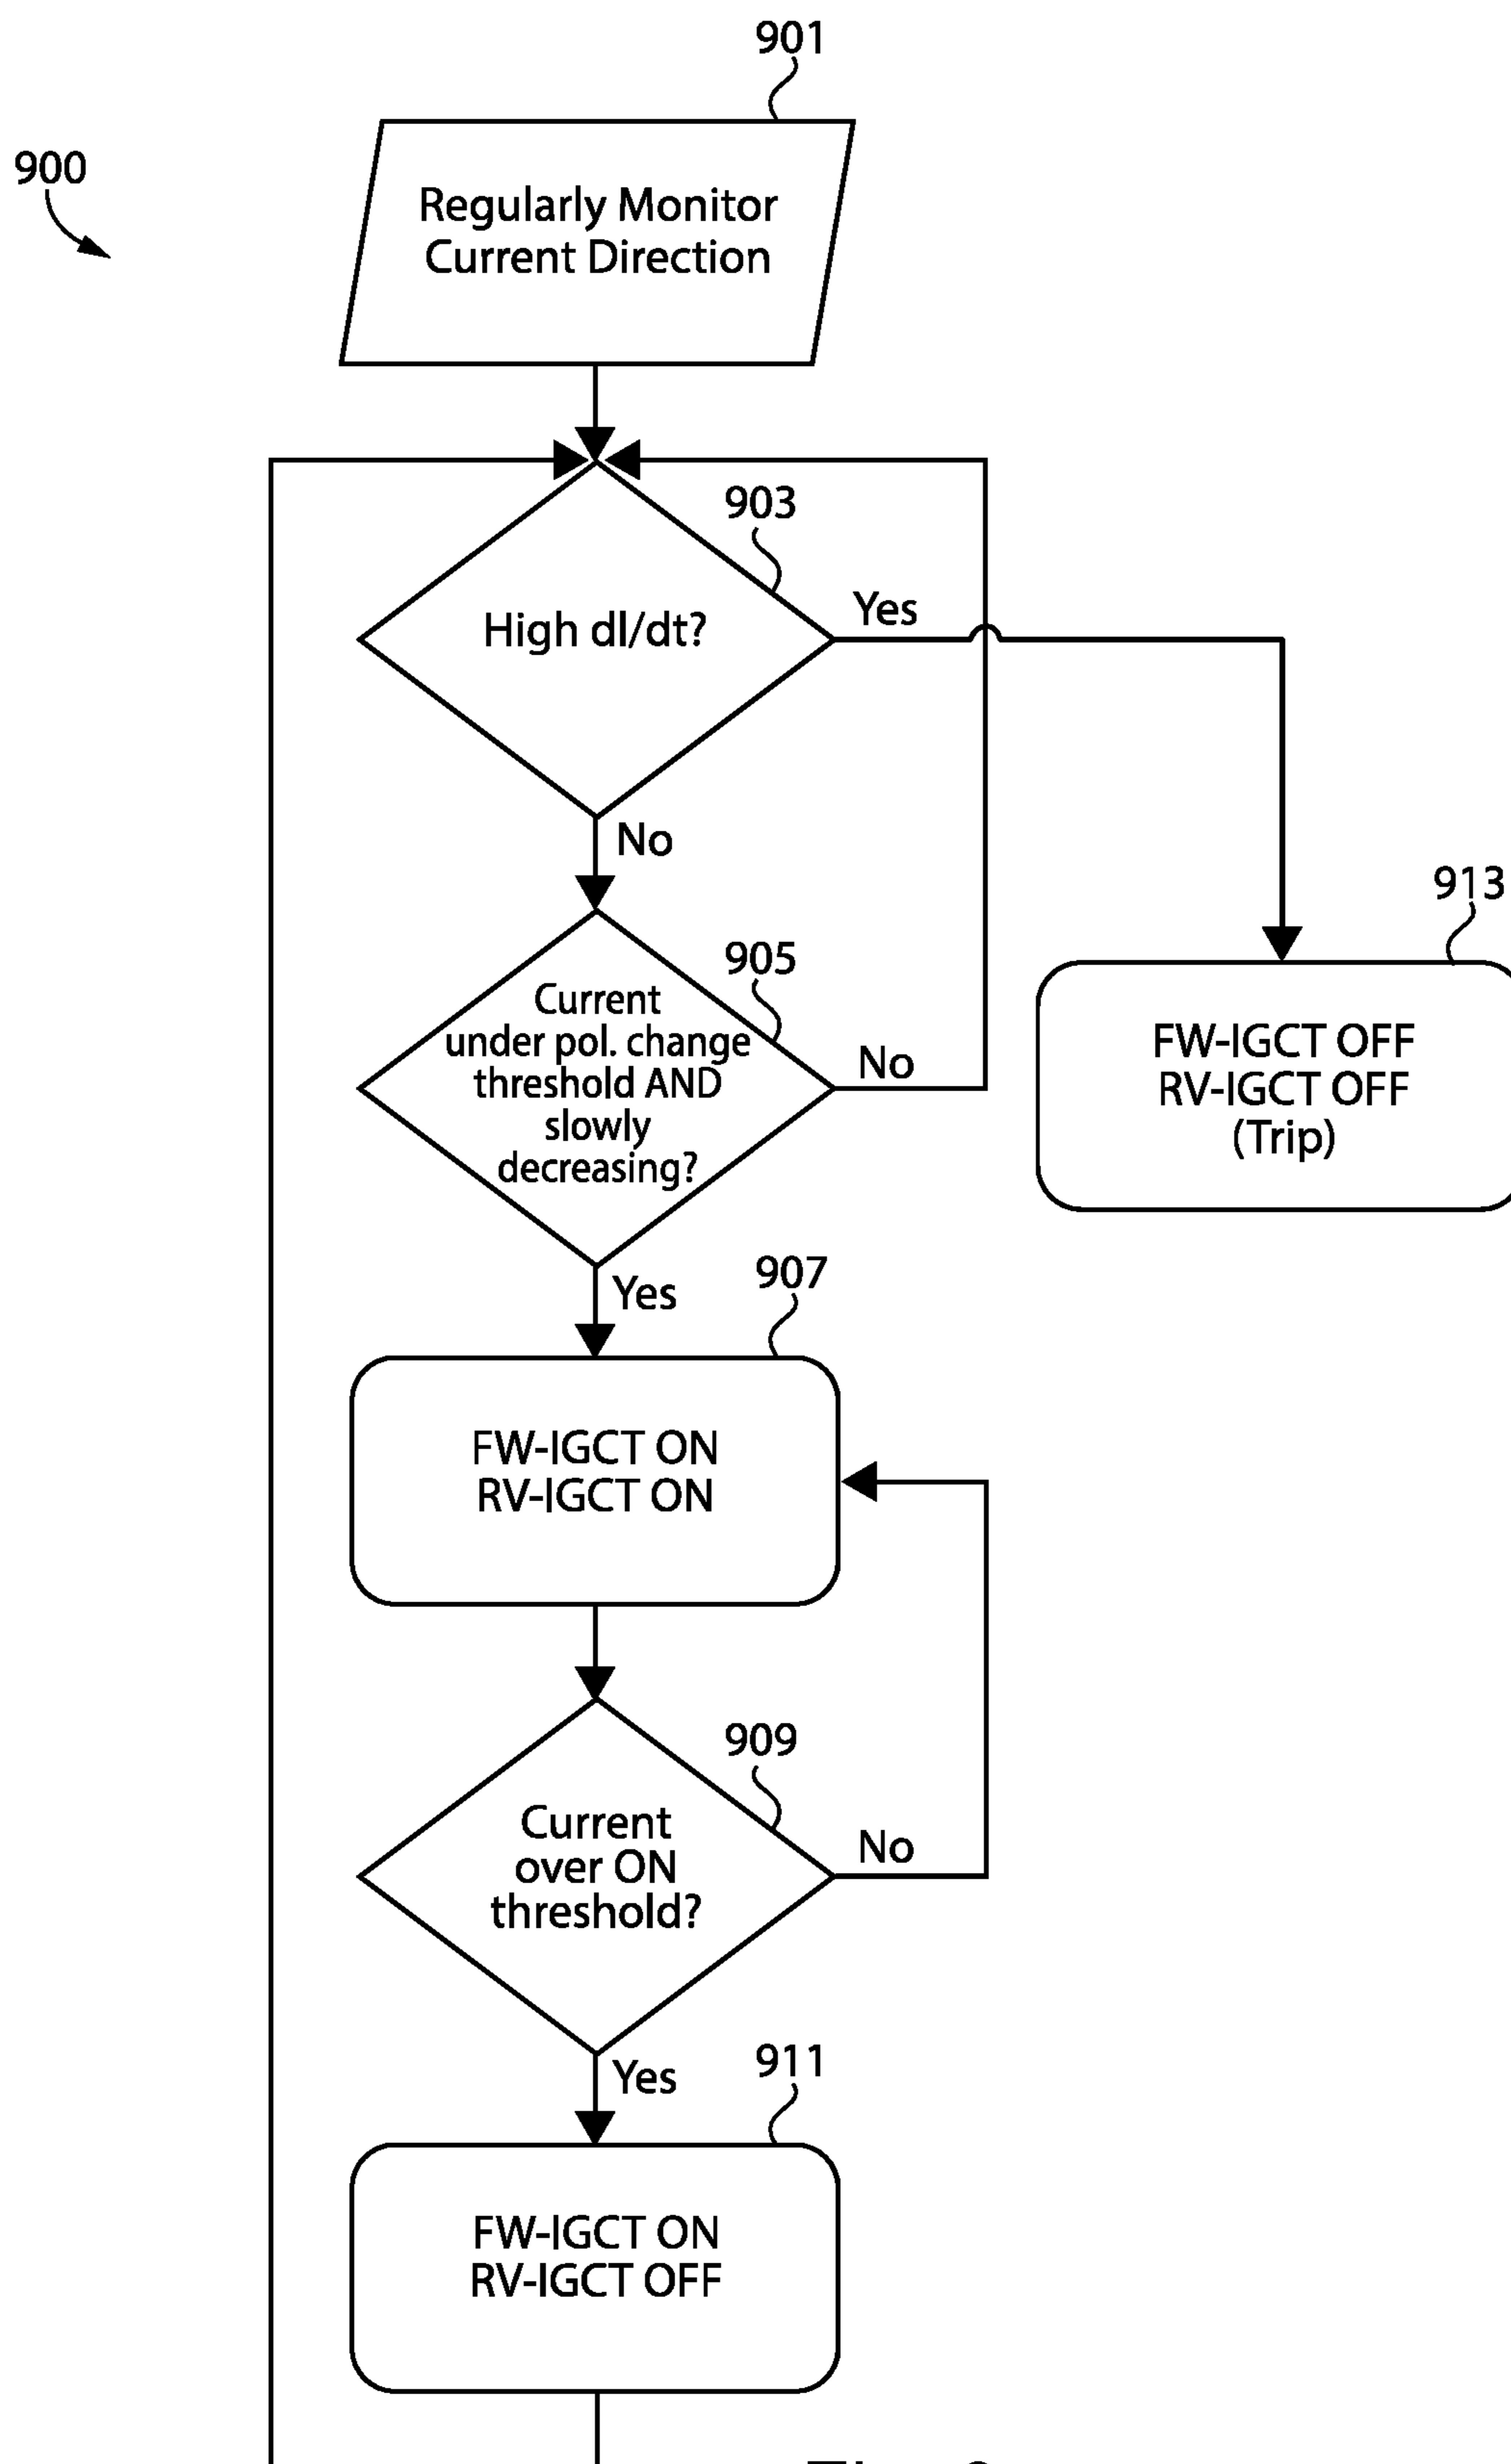 901
900
Regularly Monitor
Current Direction
903
High dI/dt?
Yes
No
905
Current
under pol. change
threshold AND
slowly
decreasing?
No
913
FW-IGCT OFF
RV-IGCT OFF
(Trip)
Yes
907
FW-IGCT ON
RV-IGCT ON
909
Current
over ON
threshold?
No
Yes
911
FW-IGCT ON
RV-IGCT OFF